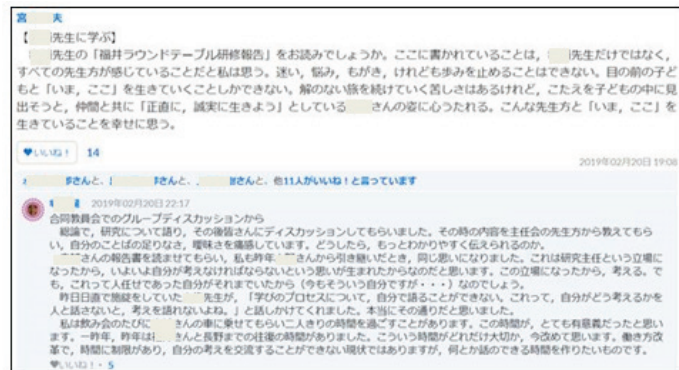 宮 夫
【 先生に学ぶ】
先生の「福井ラウンドテーブル研修報告」をお読みでしょうか。ここに書かれていることは， 先生だけではなく，
すべての先生方が感じていることだと私は思う。迷い，悩み，もがき，けれども歩みを止めることはできない。目の前の子ど
もと「いま，ここ」を生きていくことしかできない。解のない旅を続けていく苦しさはあるけれど，こたえを子どもの中に見
出そうと，仲間と共に「正直に，誠実に生きよう」としている さんの姿に心うたれる。こんな先生方と「いま，ここ」を
生きていることを幸せに思う。
いいね！ 14
2019年02月20日 19:08
さんと、 さんと、 さんと、他11人がいいね！と言っています
2019年02月20日 22:17
合同教員会でのグループディスカッションから
総論で，研究について語り，その後皆さんにディスカッションしてもらいました。その時の内容を主任会の先生方から教えてもら
い，自分のことばの足りなさ，曖昧さを痛感しています。どうしたら，もっとわかりやすく伝えられるのか。
さんの報告書を読ませてもらい，私も昨年 さんから引き継いだとき，同じ思いになりました。これは研究主任という立場に
なったから，いよいよ自分が考えなければならないという思いが生まれたからなのだと思います。この立場になったから，考える。で
も，これって人任せであった自分がそれまでいたから（今もそういう自分ですが・・・）なのでしょう。
昨日日直で施錠をしていた 先生が，「学びのプロセスについて，自分で語ることができない。これって，自分がどう考えるかを
人と話さないと，考えを語れないよね。」と話しかけてくれました。本当にその通りだと思いました。
私は飲み会のたびに さんの車に乗せてもらい二人きりの時間を過ごすことがあります。この時間が，とても有意義だったと思い
ます。一昨年，昨年は さんと長野までの往復の時間がありました。こういう時間がどれだけ大切か，今改めて思います。働き方改
革で，時間に制限があり，自分の考えを交流することができない現状ではありますが，何とか話のできる時間を作りたいものです。
いいね！・5